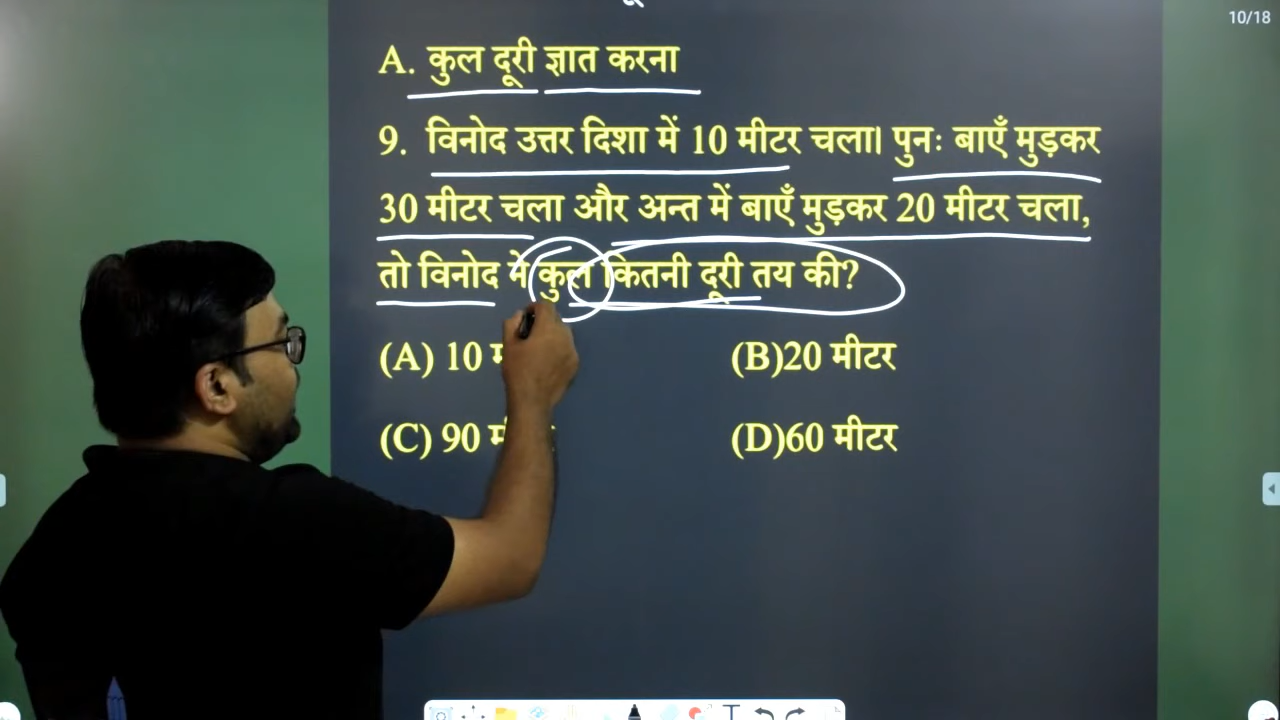 10/18
A. कुल दूरी ज्ञात करना
9. विनोद उत्तर दिशा में 10 मीटर चला। पुनः बाएँ मुड़कर
30 मीटर चला और अन्त में बाएँ मुड़कर 20 मीटर चला,
तो विनोद ने कुल कितनी दूरी तय की?
(A) 10 (B)20 मीटर
(C) 90 (D)60 मीटर
T